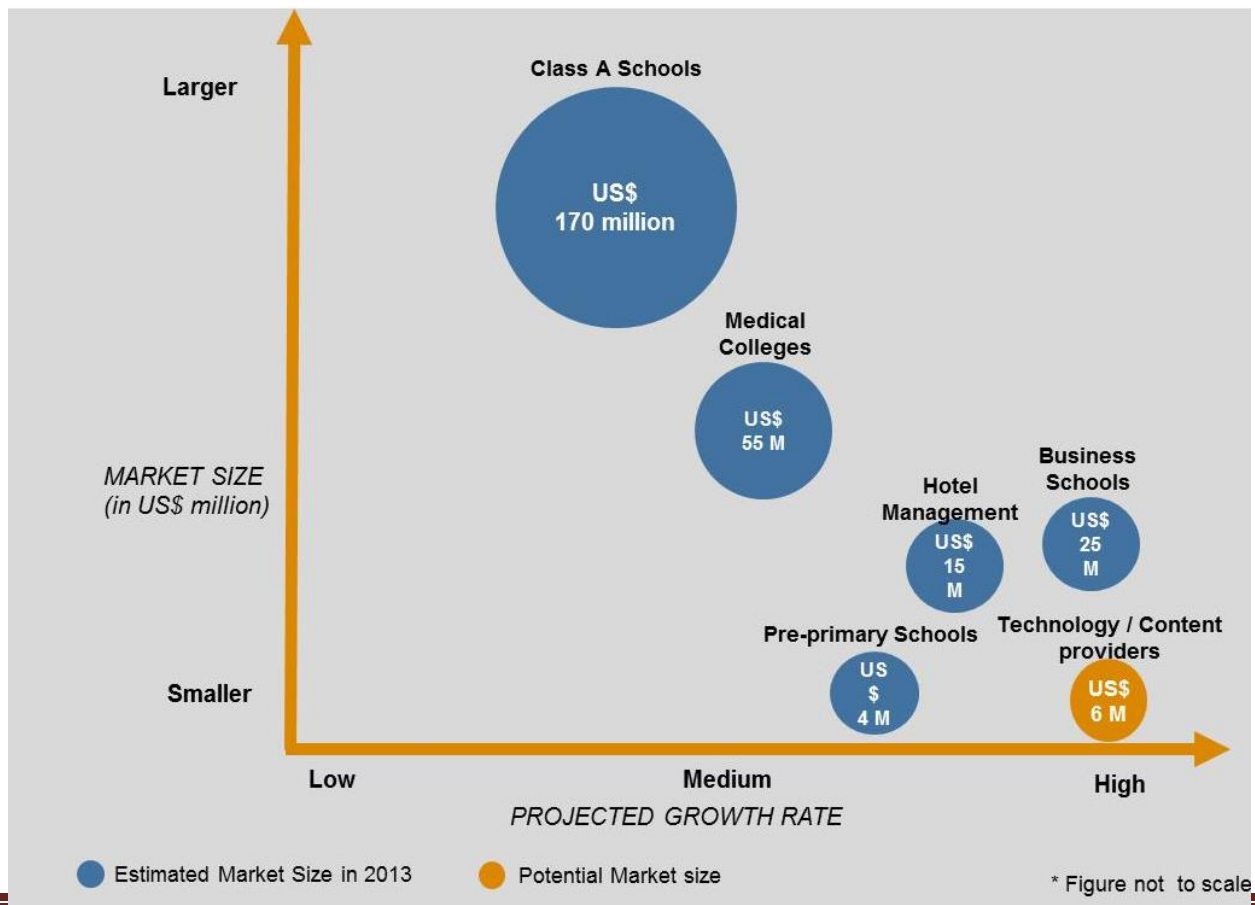 Class A Schools
Larger
US$
170 million
Medical
Colleges
US$
55 M
MARKET SIZE
(in US$ million)
Hotel
Management
US$
15
M
Business
Schools
US$
25
M
Pre-primary Schools
US
$
4 M
Technology / Content
providers
US$
6 M
Smaller
Low
Medium
High
PROJECTED GROWTH RATE
Estimated Market Size in 2013
Potential Market size
* Figure not to scale